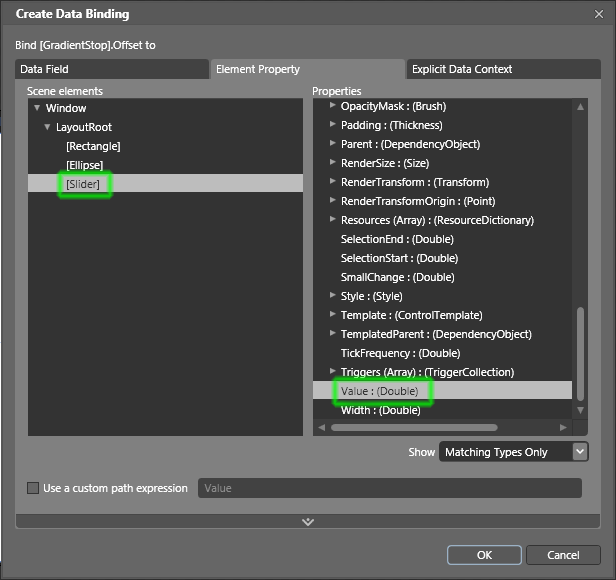 Create Data Binding
Bind [GradientStop].Offset to
Data Field
Element Property
Explicit Data Context
Scene elements
Window
LayoutRoot
[Rectangle]
[Ellipse]
[Slider]
Properties
OpacityMask : (Brush)
Padding : (Thickness)
Parent : (DependencyObject)
RenderSize : (Size)
RenderTransform : (Transform)
RenderTransformOrigin : (Point)
Resources (Array) : (ResourceDictionary)
SelectionEnd : (Double)
SelectionStart : (Double)
SmallChange : (Double)
Style : (Style)
Template : (ControlTemplate)
TemplatedParent : (DependencyObject)
TickFrequency : (Double)
Triggers (Array) : (TriggerCollection)
Value : (Double)
Width : (Double)
Show
Matching Types Only
Use a custom path expression
Value
OK
Cancel